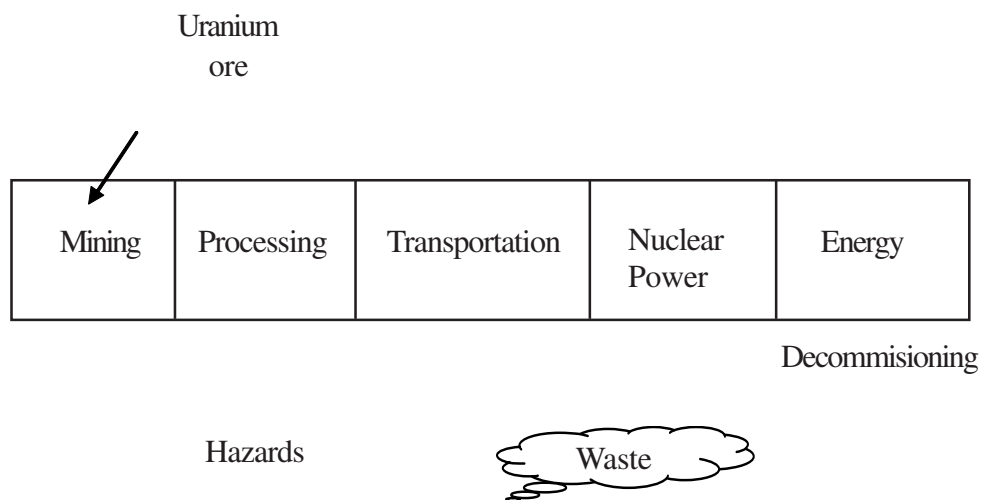 Uranium
ore
Mining
Processing
Transportation
Nuclear
Power
Energy
Decommisioning
Hazards
Waste